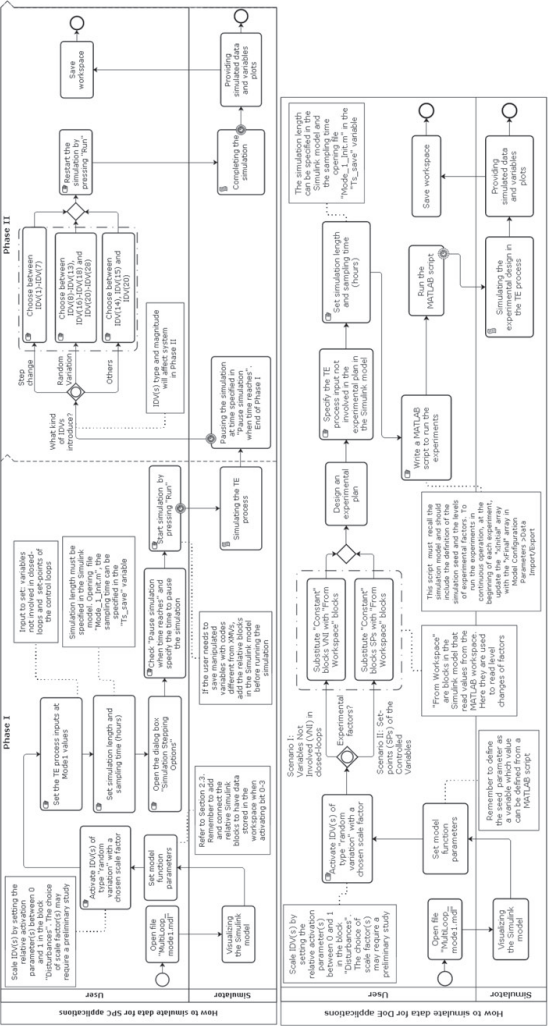 How to simulate data for SPC applications
User
Simulator
Phase I
Phase II
Scale IDV(s) by setting the
relative activation
parameter(s) between 0
and 1 in the block
"Disturbances". The choice
of scale factor(s) may
require a preliminary study
Open file
"MultiLoop_
mode1.mdl"
Visualizing
the Simulink
model
Set model
function
parameters
Activate IDV(s) of
type "random
variation" with a
chosen scale factor
Refer to Section 2.3.
Remember to add
and connect the
relative Simulink
blocks to have data
stored in the
workspace when
activating bit 0-3
Set the TE process inputs at
Mode1 values
Set simulation length and
sampling time (hours)
Open the dialog box
"Simulation Stepping
Options"
Input to set: variables
not involved in closed-
loops and set-points of
the control loops
Simulation length must be
specified in the Simulink
model. Opening file
"Mode_1_Init.m", the
sampling time can be
specified in the
"Ts_save" variable
Check "Pause simulation
when time reaches" and
specify the time to pause
the simulation
If the user needs to
save manipulated
variables with codes
different from XMVs,
add the relative blocks
in the Simulink model
before running the
simulation
Start simulation by
pressing "Run"
Simulating the TE
process
Pausing the simulation
at time specified in
"Pause simulation
when time reaches".
End of Phase I
What kind
of IDVs
introduce?
Step
change
Random
Variation
Others
IDV(s) type and magnitude
will affect system
in Phase II
Choose between
IDV(1)-IDV(7)
Choose between
IDV(8)-IDV(13),
IDV(16)-IDV(18) and
IDV(20)-IDV(28)
Choose between
IDV(14), IDV(15) and
IDV(20)
Restart the
simulation by
pressing "Run"
Completing the
simulation
Save
workspace
Providing
simulated data
and variables
plots
How to simulate data for DoE applications
User
Simulator
Scale IDV(s) by
setting the
relative activation
parameter(s)
between 0 and 1
in the block
"Disturbances".
The choice of
scale factor(s)
may require a
preliminary study
Open file
"MultiLoop_
mode1.mdl"
Visualizing
the Simulink
model
Set model
function
parameters
Remember to define
the seed parameter as
a variable which value
can be defined from a
MATLAB script
Activate IDV(s) of
type "random
variation" with a
chosen scale factor
Experimental
factors?
Scenario I:
Variables Not
Involved (VNI) in
closed-loops
Scenario II: Set-
points (SPs) of the
Controlled
Variables
Substitute "Constant"
blocks VNI with "From
Workspace" blocks
Substitute "Constant"
blocks SPs with "From
Workspace" blocks
"From Workspace"
are blocks in the
Simulink model that
read values from the
MATLAB workspace.
Here they are used
to read level
changes of factors
Design an
experimental
plan
Specify the TE
process input not
involved in the
experimental plan in
the Simulink model
Set simulation length
and sampling time
(hours)
The simulation length
can be specified in the
Simulink model and
the sampling time
opening file
"Mode_1_Init.m" in the
"Ts_save" variable
This script must recall the
simulation model and should
include the definition of the
simulation seed and the levels
of experimental factors. To
run the experiments in
continuous operation, at the
beginning of each experiment,
update the "xInitial" array
with the "xFinal" array in
Model Configuration
Parameters >Data
Import/Export
Write a MATLAB
script to run the
experiments
Run the
MATLAB script
Simulating the
experimental design in
the TE process
Save workspace
Providing
simulated data
and variables
plots